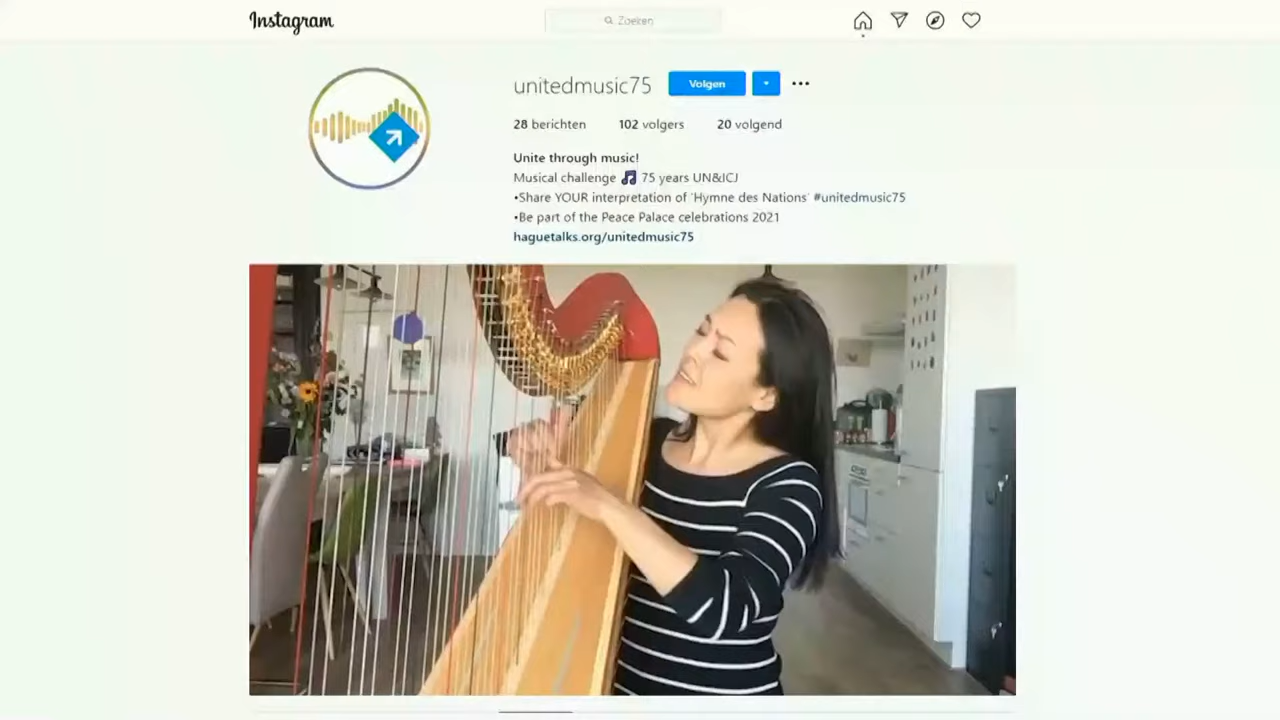 Instagram
Zoeken
unitedmusic75 Volgen
28 berichten 102 volgers 20 volgend
Unite through music!
Musical challenge 🎵 75 years UN&ICJ
•Share YOUR interpretation of 'Hymne des Nations' #unitedmusic75
•Be part of the Peace Palace celebrations 2021
haguetalks.org/unitedmusic75